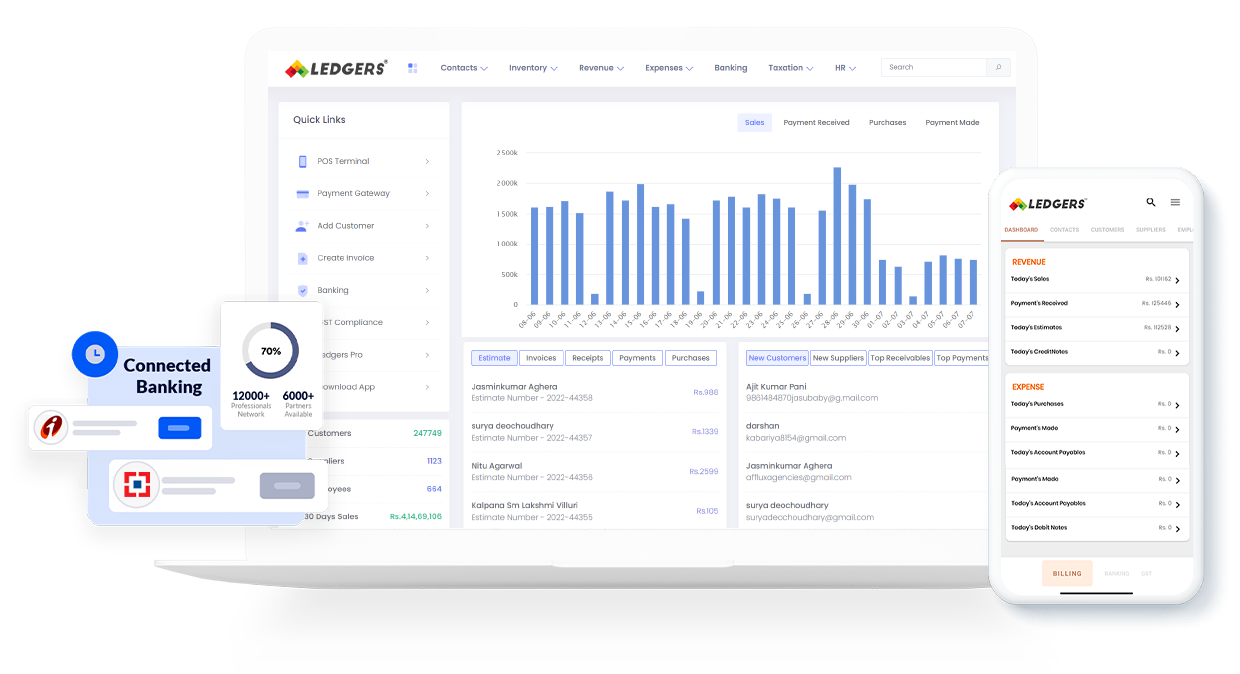 LEDGERS
Contacts
Inventory
Revenue
Expenses
Banking
Taxation
HR
Search
Quick Links
POS Terminal
Payment Gateway
Add Customer
Create Invoice
Banking
ST Compliance
edgers Pro
ownload App
Customers 247749
pliers 1123
oyees 664
30 Days Sales Rs.4,14,69,106
Sales
Payment Received
Purchases
Payment Made
2500k
2000k
1500k
1000k
500k
0
08-06 09-06 10-06 11-06 12-06 13-06 14-06 15-06 16-06 17-06 18-06 19-06 20-06 21-06 22-06 23-06 24-06 25-06 26-06 27-06 28-06 29-06 30-06 01-07 02-07 03-07 04-07 05-07 06-07 07-07
Estimate
Invoices
Receipts
Payments
Purchases
Jasminkumar Aghera
Estimate Number - 2022-44358
Rs.988
surya deochoudhary
Estimate Number - 2022-44357
Rs.1339
Nitu Agarwal
Estimate Number - 2022-44356
Rs.2599
Kalpana Sm Lakshmi Villuri
Estimate Number - 2022-44355
Rs.105
New Customers
New Suppliers
Top Receivables
Top Payments
Ajit Kumar Pani
9861484870jasubaby@g.mail.com
darshan
kabariya8154@gmail.com
Jasminkumar Aghera
affluxagencies@gmail.com
surya deochoudhary
suryadecchoudhary@gmail.com
Connected
Banking
70%
12000+
Professionals
Network
6000+
Partners
Available
LEDGERS
DASHBOARD
CONTACTS
CUSTOMERS
SUPPLIERS
EMPL
REVENUE
Today's Sales Rs. 101162
Payment's Received Rs. 125446
Today's Estimates Rs. 112528
Today's CreditNotes Rs. 0
EXPENSE
Today's Purchases Rs. 0
Payment's Made Rs. 0
Today's Account Payables Rs. 0
Payment's Made Rs. 0
Today's Account Payables Rs. 0
Today's Debit Notes Rs. 0
BILLING
BANKING
GST